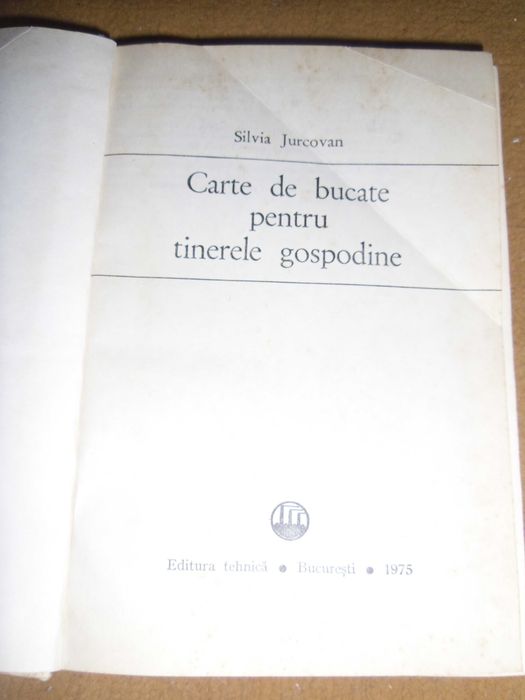 Silvia Jurcovan
Carte de bucate
pentru
tinerele gospodine
Editura tehnică • București • 1975